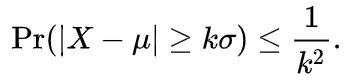 Pr(|X − μ| ≥ kσ) ≤ 1/k².